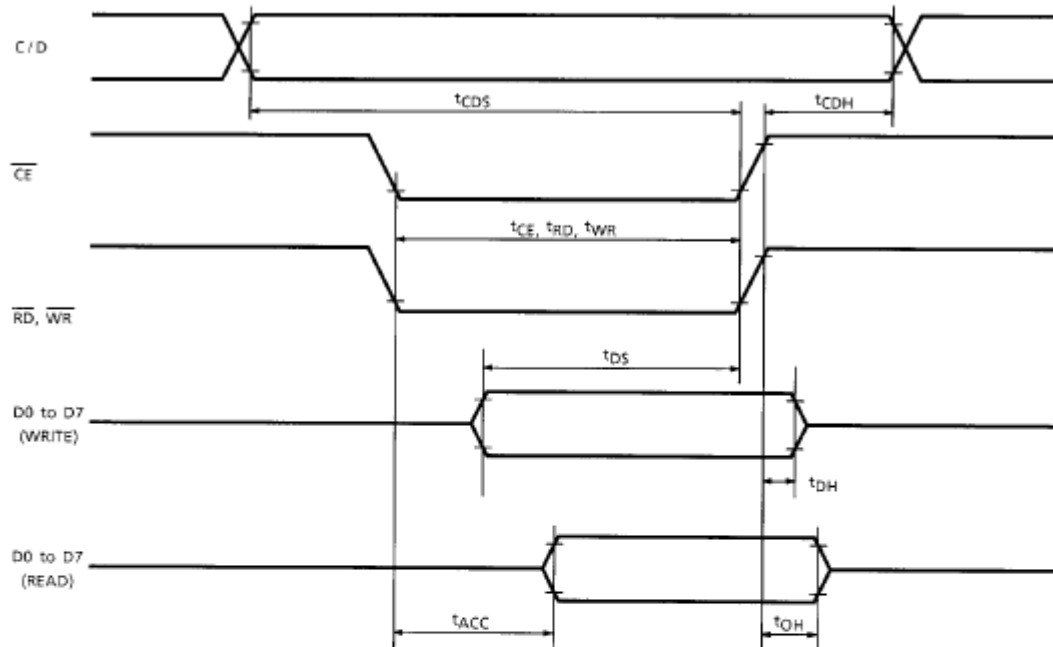 C/D
tCDS
tCDH
CE
tCE, tRD, tWR
RD, WR
tDS
D0 to D7
(WRITE)
tDH
D0 to D7
(READ)
tACC
tOH